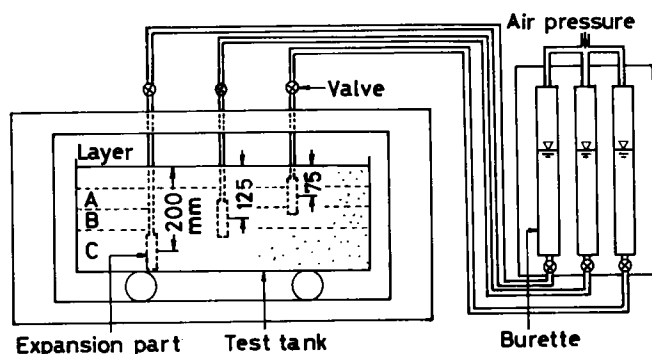 Air pressure
Valve
Layer
A
B
C
200
mm
125
75
Expansion part
Test tank
Burette